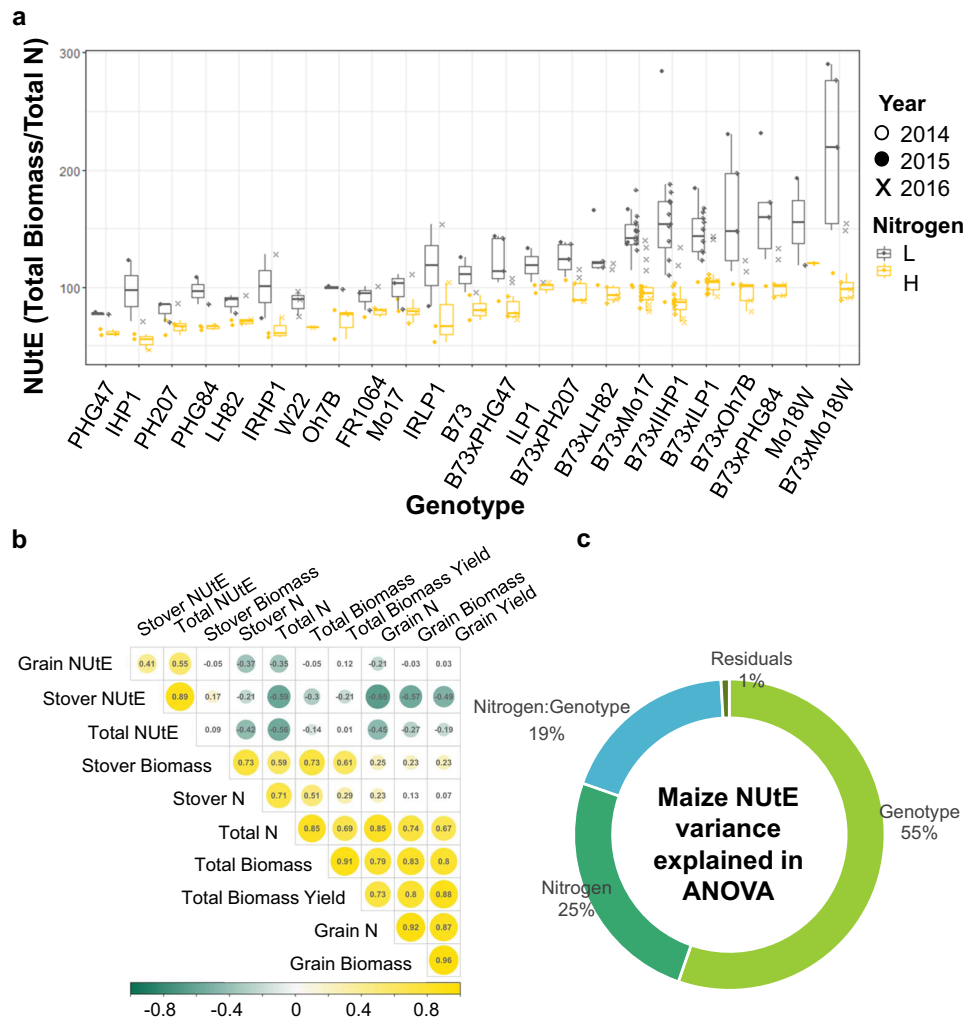 a
NUtE (Total Biomass/Total N)
300
200
100
PHG47
IHP1
PH207
PHG84
LH82
IRHP1
W22
Oh7B
FR1064
Mo17
IRLP1
B73
B73xPHG47
ILP1
B73xPH207
B73xLH82
B73xMo17
B73xIHP1
B73xILP1
B73xOh7B
B73xPHG84
Mo18W
B73xMo18W
Genotype
Year
2014
2015
X 2016
Nitrogen
L
H
b
Stover NUtE
Total NUtE
Stover Biomass
Stover N
Total N
Total Biomass
Total Biomass Yield
Grain N
Grain Biomass
Grain Yield
Grain NUtE 0.41 0.55 -0.05 -0.37 -0.35 -0.05 0.12 -0.21 -0.03 0.03
Stover NUtE 0.89 0.17 -0.21 -0.59 -0.3 -0.21 -0.65 -0.57 -0.49
Total NUtE 0.09 -0.42 -0.56 -0.14 0.01 -0.45 -0.27 -0.19
Stover Biomass 0.73 0.59 0.73 0.61 0.25 0.23 0.23
Stover N 0.71 0.51 0.29 0.23 0.13 0.07
Total N 0.85 0.69 0.85 0.74 0.67
Total Biomass 0.91 0.79 0.83 0.8
Total Biomass Yield 0.73 0.8 0.88
Grain N 0.92 0.87
Grain Biomass 0.96
-0.8 -0.4 0 0.4 0.8
c
Residuals
1%
Nitrogen:Genotype
19%
Genotype
55%
Nitrogen
25%
Maize NUtE
variance
explained in
ANOVA